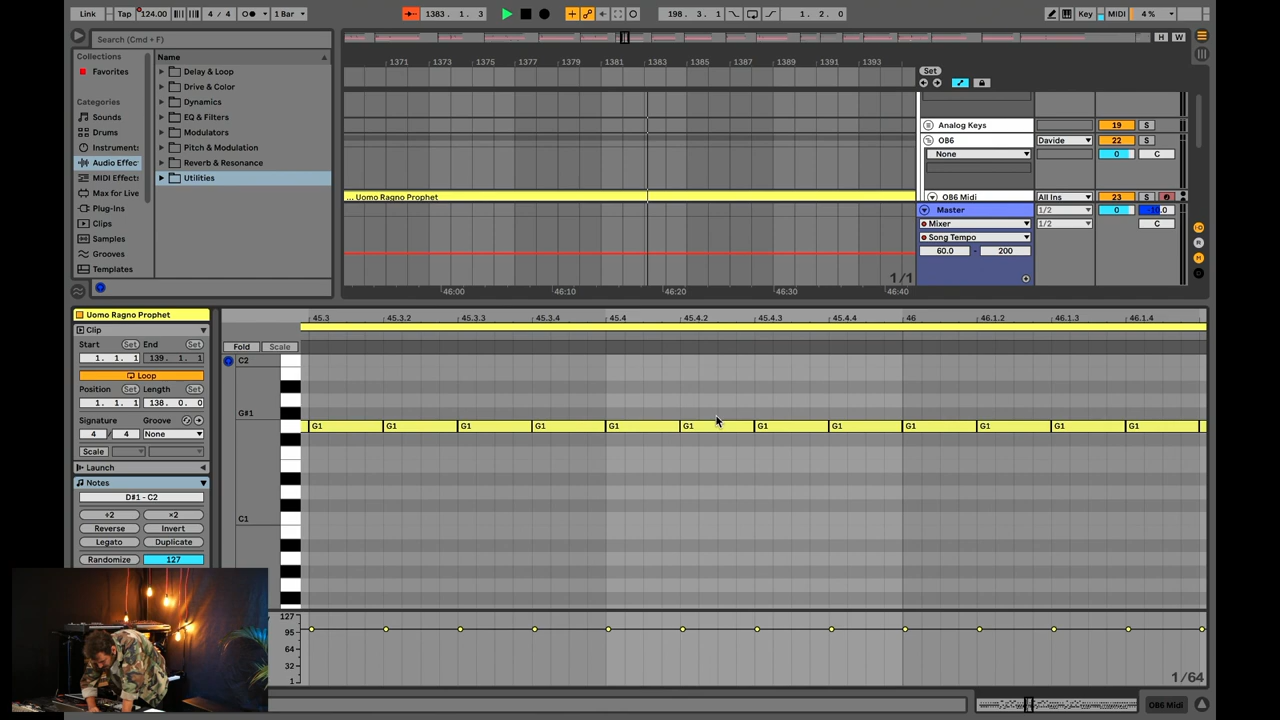 Link Tap 124.00 4 / 4 1 Bar 1383. 1. 3 198. 3. 1 1. 2. 0 Key MIDI 4 %
Search (Cmd + F) H W
Collections Name
Favorites Delay & Loop
Drive & Color
Categories Dynamics
Sounds EQ & Filters
Drums Modulators
Instrument: Pitch & Modulation
Audio Effec Reverb & Resonance
MIDI Effect: Utilities
Max for Live
Plug-Ins
Clips
Samples
Grooves
Templates
1371 1373 1375 1377 1379 1381 1383 1385 1387 1389 1391 1393 Set
Analog Keys 19 S
OB6 Davide 22 S
None 0 C
... Uomo Ragno Prophet OB6 Midi All Ins 23 S
Master 1/2 0
Mixer 1/2 C
Song Tempo
60.0 - 200
1/1
46:00 46:10 46:20 46:30 46:40
Uomo Ragno Prophet
Clip
Start Set End Set
1. 1. 1 139. 1. 1
Loop
Position Set Length Set
1. 1. 1 138. 0. 0
Signature Groove
4 / 4 None
Scale
Launch
Notes
D#1 - C2
÷2 ×2
Reverse Invert
Legato Duplicate
Randomize 127
45.3 45.3.2 45.3.3 45.3.4 45.4 45.4.2 45.4.3 45.4.4 46 46.1.2 46.1.3 46.1.4
Fold Scale
C2
G#1
G1 G1 G1 G1 G1 G1 G1 G1 G1 G1 G1 G1
C1
127
95
64
32
1
1/64
OB6 Midi